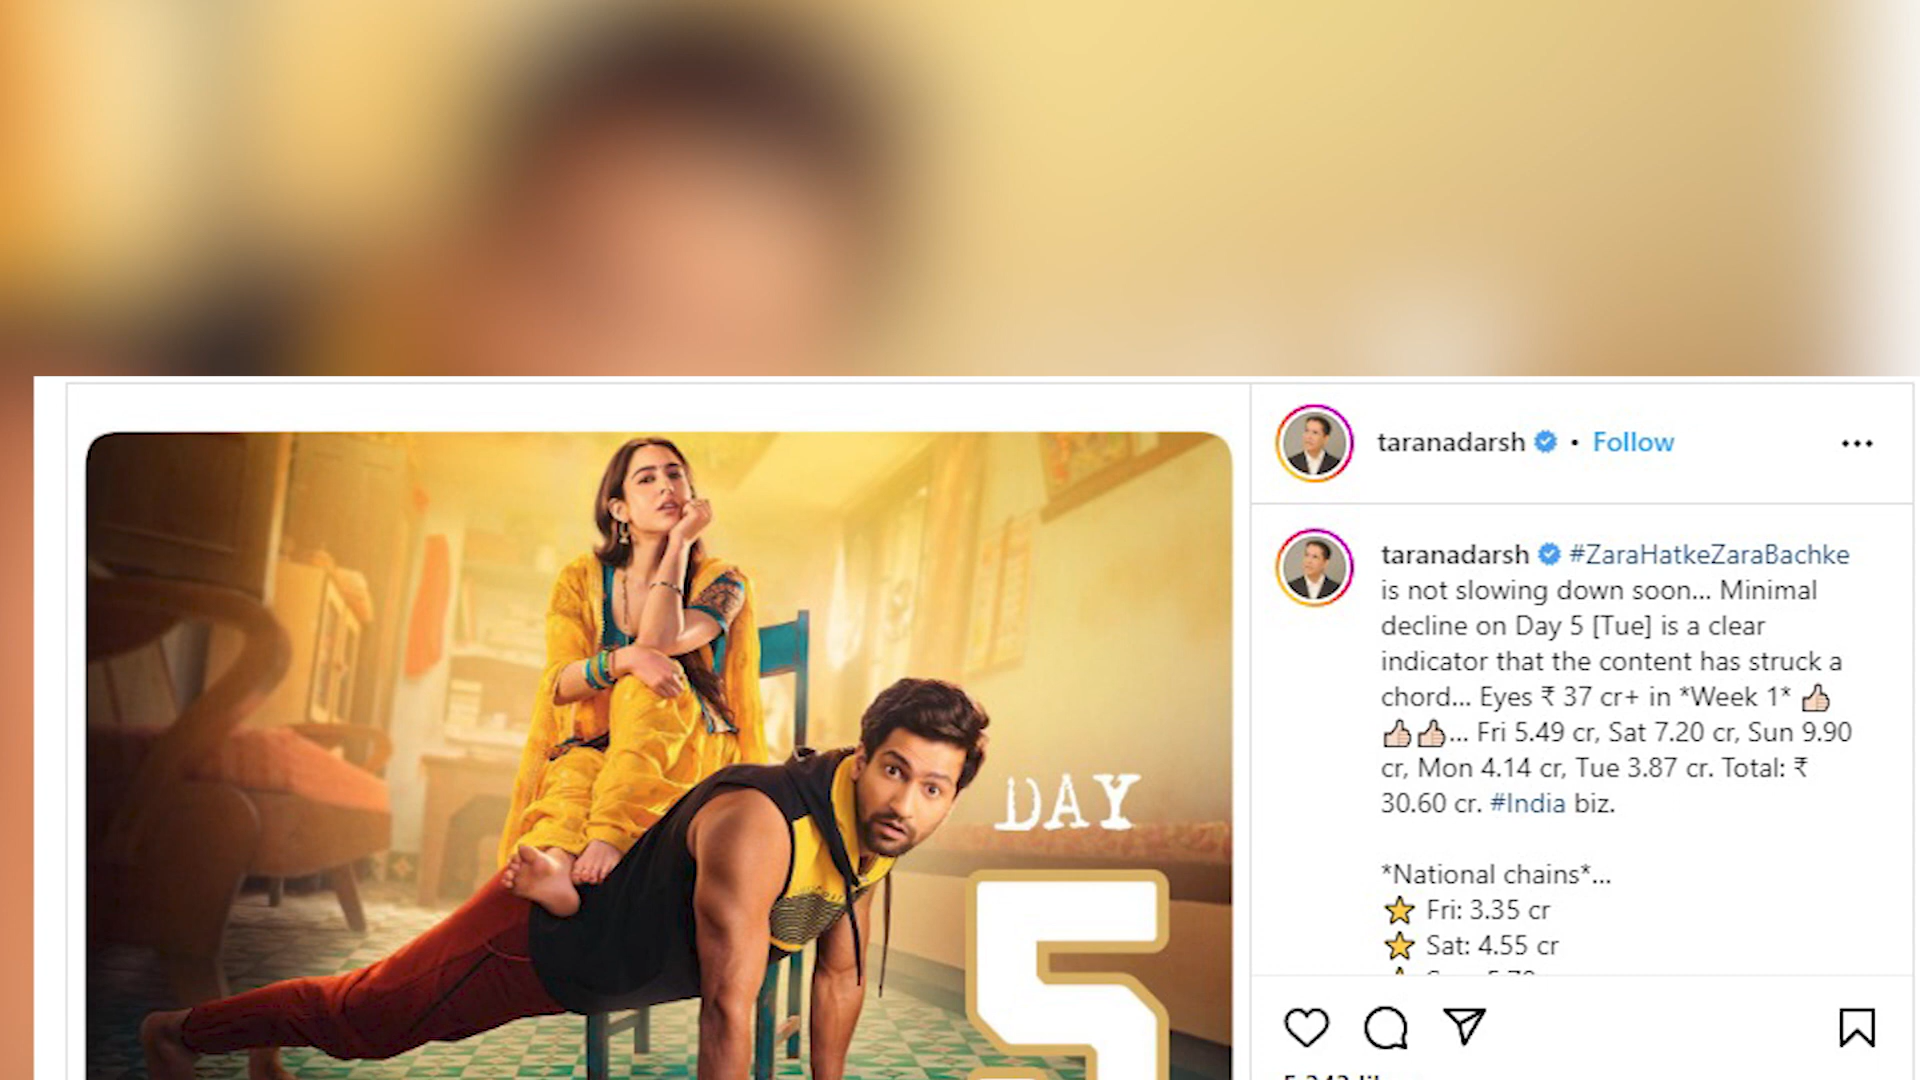 taranadarsh • Follow
taranadarsh #ZaraHatkeZaraBachke
is not slowing down soon... Minimal
decline on Day 5 [Tue] is a clear
indicator that the content has struck a
chord... Eyes ₹ 37 cr+ in *Week 1* 👍🏻
👍🏻👍🏻... Fri 5.49 cr, Sat 7.20 cr, Sun 9.90
cr, Mon 4.14 cr, Tue 3.87 cr. Total: ₹
30.60 cr. #India biz.
*National chains*...
⭐ Fri: 3.35 cr
⭐ Sat: 4.55 cr
DAY
5